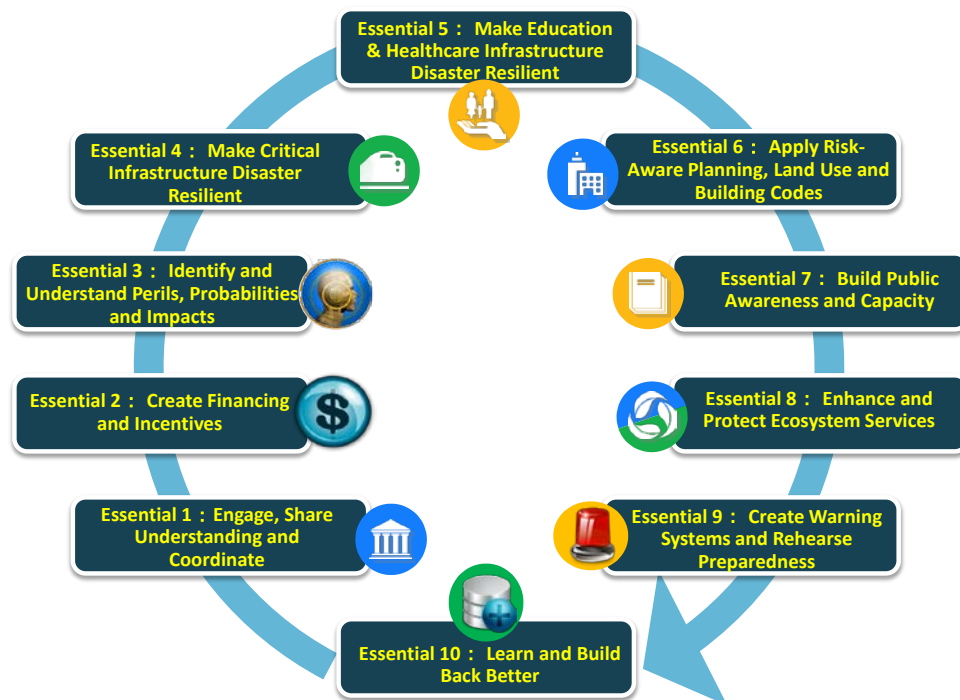 Essential 5： Make Education
& Healthcare Infrastructure
Disaster Resilient
Essential 4： Make Critical
Infrastructure Disaster
Resilient
Essential 6： Apply Risk-
Aware Planning, Land Use and
Building Codes
Essential 3： Identify and
Understand Perils, Probabilities
and Impacts
Essential 7： Build Public
Awareness and Capacity
Essential 2： Create Financing
and Incentives
$
Essential 8： Enhance and
Protect Ecosystem Services
Essential 1：Engage, Share
Understanding and
Coordinate
Essential 9： Create Warning
Systems and Rehearse
Preparedness
Essential 10： Learn and Build
Back Better